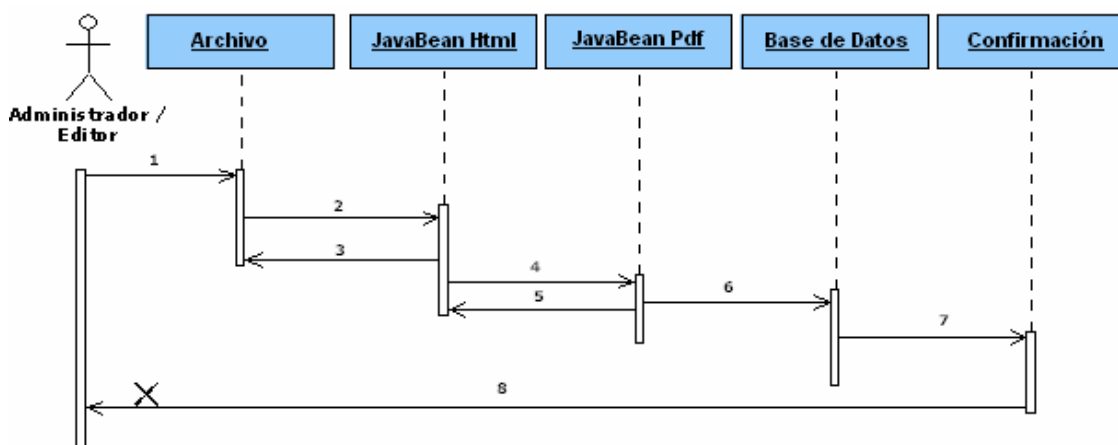 Archivo
JavaBean Html
JavaBean Pdf
Base de Datos
Confirmación
Administrador /
Editor
1
2
3
4
5
6
7
8